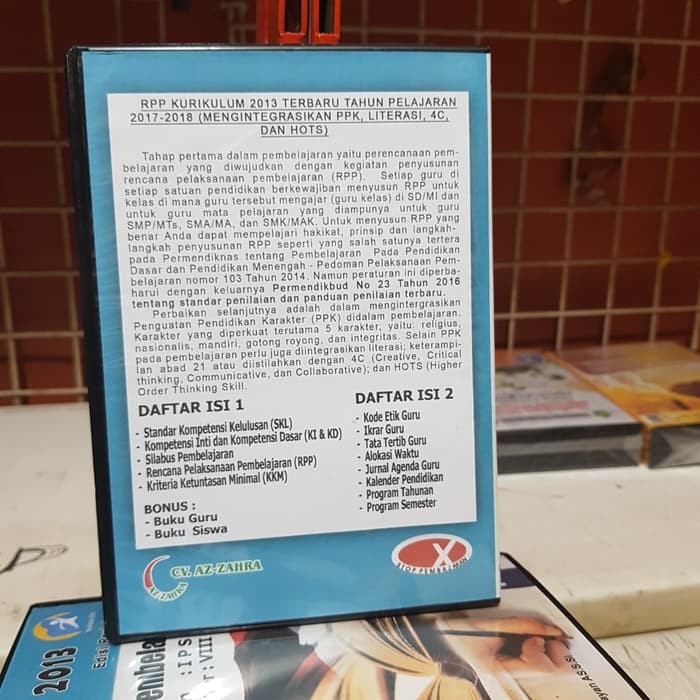 RPP KURIKULUM 2013 TERBARU TAHUN PELAJARAN
2017-2018 (MENGINTEGRASIKAN PPK, LITERASI, 4C,
DAN HOTS)
Tahap pertama dalam pembelajaran yaitu perencanaan pem-
belajaran yang diwujudkan dengan kegiatan penyusunan
rencana pelaksanaan pembelajaran (RPP). Setiap guru di
setiap satuan pendidikan berkewajiban menyusun RPP untuk
kelas di mana guru tersebut mengajar (guru kelas) di SD/MI dan
untuk guru mata pelajaran yang diampunya untuk guru
SMP/MTs, SMA/MA, dan SMK/MAK. Untuk menyusun RPP yang
benar Anda dapat mempelajari hakikat, prinsip dan langkah-
langkah penyusunan RPP seperti yang salah satunya tertera
pada Permendiknas tentang Pembelajaran Pada Pendidikan
Dasar dan Pendidikan Menengah - Pedoman Pelaksanaan Pem-
belajaran nomor 103 Tahun 2014. Namun peraturan ini diperba-
harui dengan keluarnya Permendikbud No 23 Tahun 2016
tentang standar penilaian dan panduan penilaian terbaru.
Perbaikan selanjutnya adalah dalam mengintergrasikan
Penguatan Pendidikan Karakter (PPK) didalam pembelajaran.
Karakter yang diperkuat terutama 5 karakter, yaitu: religius,
nasionalis, mandiri, gotong royong, dan integritas. Selain PPK
pada pembelajaran perlu juga diintegrasikan literasi; keterampi-
lan abad 21 atau diistilahkan dengan 4C (Creative, Critical
thinking, Communicative, dan Collaborative); dan HOTS (Higher
Order Thinking Skill.
DAFTAR ISI 1
- Standar Kompetensi Kelulusan (SKL)
- Kompetensi Inti dan Kompetensi Dasar (KI & KD)
- Silabus Pembelajaran
- Rencana Pelaksanaan Pembelajaran (RPP)
- Kriteria Ketuntasan Minimal (KKM)
BONUS :
- Buku Guru
- Buku Siswa
DAFTAR ISI 2
- Kode Etik Guru
- Ikrar Guru
- Tata Tertib Guru
- Alokasi Waktu
- Jurnal Agenda Guru
- Kalender Pendidikan
- Program Tahunan
- Program Semester
CV. AZ-ZAHRA
AZ-ZAHRA
X
STOP PEMBAJAKAN
2013
Edisi
embela
: IPS
: VIII